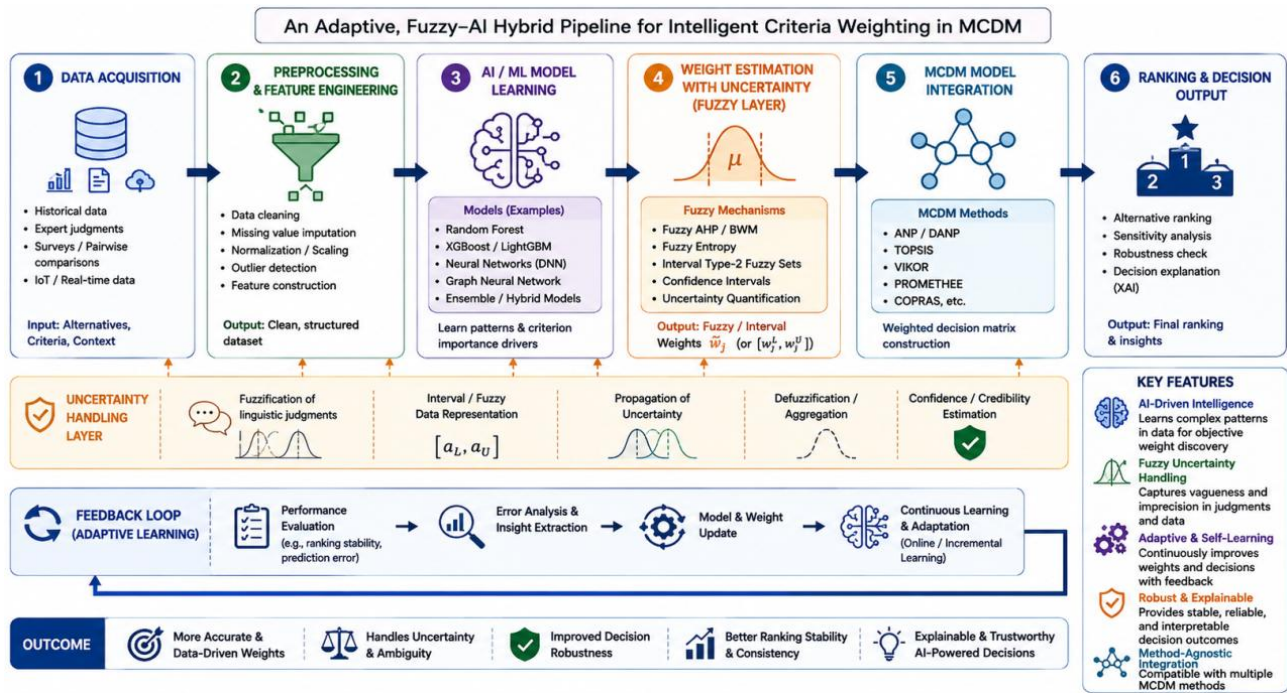 An Adaptive, Fuzzy–AI Hybrid Pipeline for Intelligent Criteria Weighting in MCDM
1
DATA ACQUISITION
• Historical data
• Expert judgments
• Surveys / Pairwise
comparisons
• IoT / Real-time data
Input: Alternatives,
Criteria, Context
2
PREPROCESSING
& FEATURE ENGINEERING
• Data cleaning
• Missing value imputation
• Normalization / Scaling
• Outlier detection
• Feature construction
Output: Clean, structured
dataset
3
AI / ML MODEL
LEARNING
Models (Examples)
• Random Forest
• XGBoost / LightGBM
• Neural Networks (DNN)
• Graph Neural Network
• Ensemble / Hybrid Models
Learn patterns & criterion
importance drivers
4
WEIGHT ESTIMATION
WITH UNCERTAINTY
(FUZZY LAYER)
μ
Fuzzy Mechanisms
• Fuzzy AHP / BWM
• Fuzzy Entropy
• Interval Type-2 Fuzzy Sets
• Confidence Intervals
• Uncertainty Quantification
Output: Fuzzy / Interval
Weights w̃ⱼ (or [wⱼᴸ, wⱼᵁ])
5
MCDM MODEL
INTEGRATION
MCDM Methods
• ANP / DANP
• TOPSIS
• VIKOR
• PROMETHEE
• COPRAS, etc.
Weighted decision matrix
construction
6
RANKING & DECISION
OUTPUT
1
2 3
• Alternative ranking
• Sensitivity analysis
• Robustness check
• Decision explanation
(XAI)
Output: Final ranking
& insights
UNCERTAINTY
HANDLING
LAYER
Fuzzification of
linguistic judgments
Interval / Fuzzy
Data Representation
[a_L, a_U]
Propagation of
Uncertainty
Defuzzification /
Aggregation
Confidence / Credibility
Estimation
FEEDBACK LOOP
(ADAPTIVE LEARNING)
Performance
Evaluation
(e.g., ranking stability,
prediction error)
Error Analysis &
Insight Extraction
Model & Weight
Update
Continuous Learning
& Adaptation
(Online / Incremental
Learning)
KEY FEATURES
AI-Driven Intelligence
Learns complex patterns
in data for objective
weight discovery
Fuzzy Uncertainty
Handling
Captures vagueness and
imprecision in judgments
and data
Adaptive & Self-Learning
Continuously improves
weights and decisions
with feedback
Robust & Explainable
Provides stable, reliable,
and interpretable
decision outcomes
Method-Agnostic
Integration
Compatible with multiple
MCDM methods
OUTCOME
More Accurate &
Data-Driven Weights
Handles Uncertainty
& Ambiguity
Improved Decision
Robustness
Better Ranking Stability
& Consistency
Explainable & Trustworthy
AI-Powered Decisions